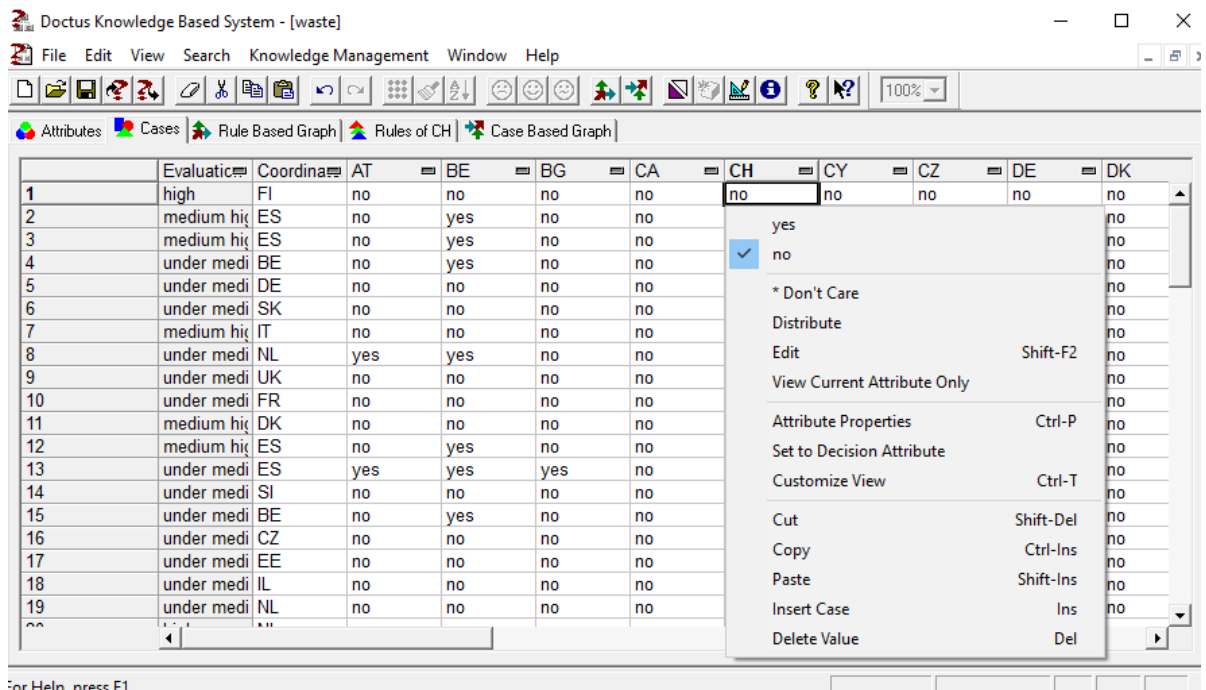 Doctus Knowledge Based System - [waste]
File Edit View Search Knowledge Management Window Help
100%
Attributes Cases Rule Based Graph Rules of CH Case Based Graph
Evaluatic Coordina AT BE BG CA CH CY CZ DE DK
1 high FI no no no no no no no no no
2 medium hig ES no yes no no no
3 medium hig ES no yes no no no
4 under medi BE no yes no no no
5 under medi DE no no no no no
6 under medi SK no no no no no
7 medium hig IT no no no no no
8 under medi NL yes yes no no no
9 under medi UK no no no no no
10 under medi FR no no no no no
11 medium hig DK no no no no no
12 medium hig ES no yes no no no
13 under medi ES yes yes yes no no
14 under medi SI no no no no no
15 under medi BE no yes no no no
16 under medi CZ no no no no no
17 under medi EE no no no no no
18 under medi IL no no no no no
19 under medi NL no no no no no
yes
no
* Don't Care
Distribute
Edit Shift-F2
View Current Attribute Only
Attribute Properties Ctrl-P
Set to Decision Attribute
Customize View Ctrl-T
Cut Shift-Del
Copy Ctrl-Ins
Paste Shift-Ins
Insert Case Ins
Delete Value Del
For Help, press F1